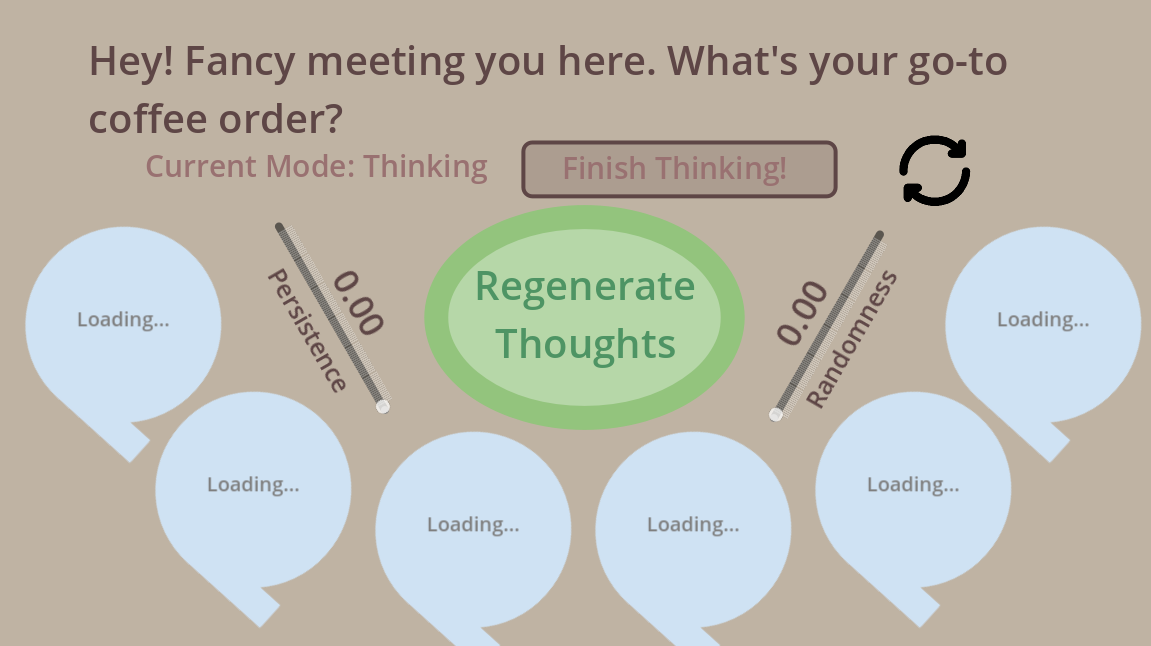 Hey! Fancy meeting you here. What's your go-to
coffee order?
Current Mode: Thinking
Finish Thinking!
Persistence
0.00
Regenerate
Thoughts
0.00
Randomness
Loading...
Loading...
Loading...
Loading...
Loading...
Loading...